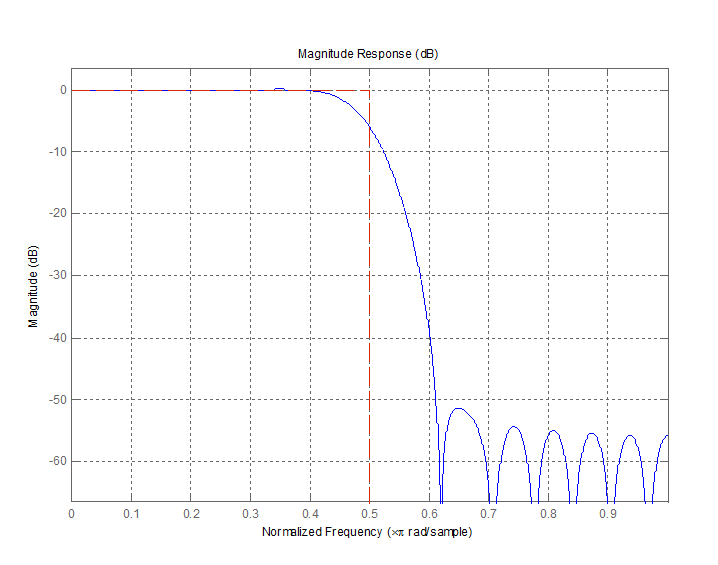 Magnitude Response (dB)
0
-10
-20
-30
-40
-50
-60
Magnitude (dB)
0 0.1 0.2 0.3 0.4 0.5 0.6 0.7 0.8 0.9
Normalized Frequency (×π rad/sample)